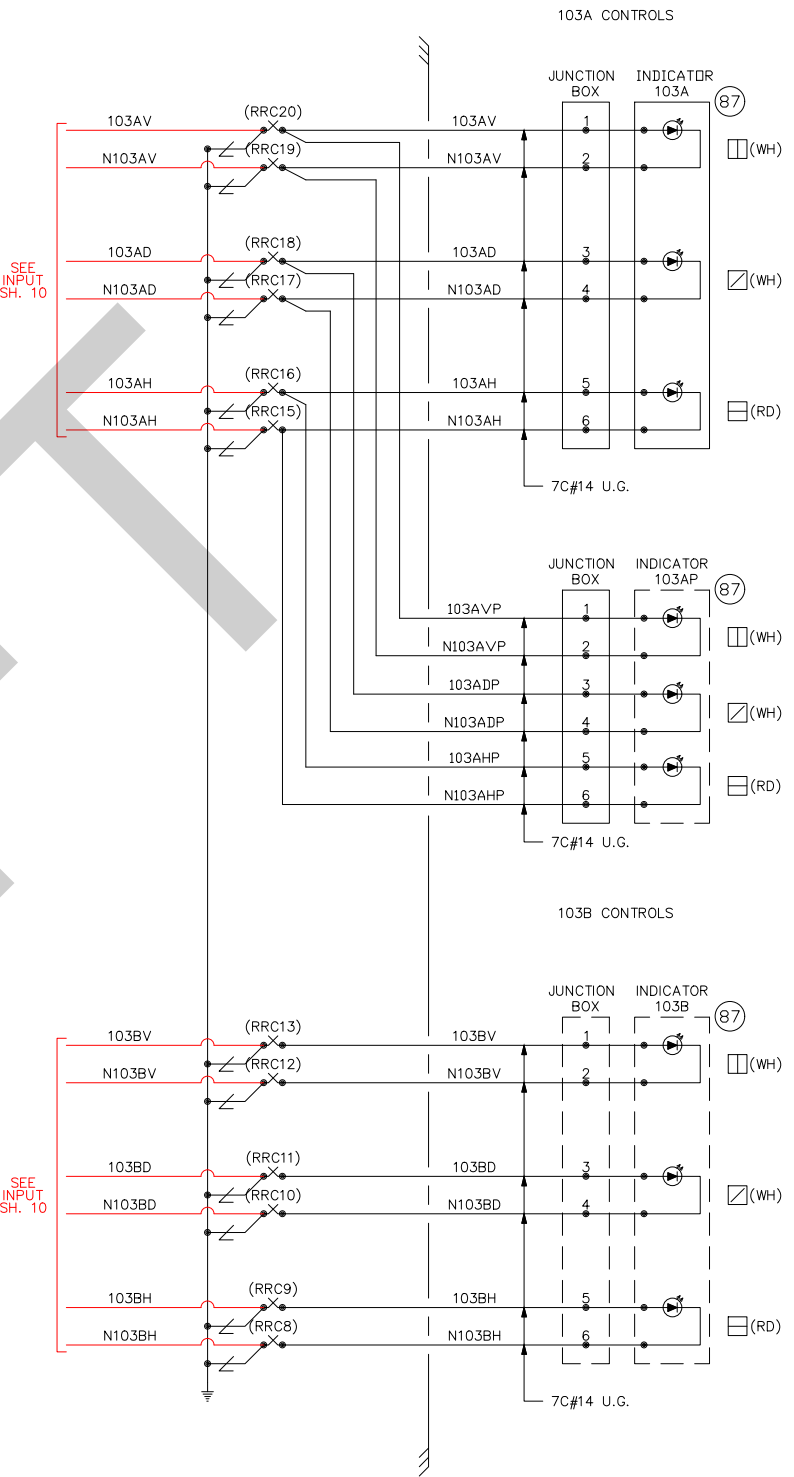 103A CONTROLS
JUNCTION BOX
INDICATOR 103A
87
103AV (RRC20) 103AV 1
(WH)
N103AV (RRC19) N103AV 2
103AD (RRC18) 103AD 3
SEE INPUT SH. 10
(WH)
N103AD (RRC17) N103AD 4
103AH (RRC16) 103AH 5
(RD)
N103AH (RRC15) N103AH 6
7C#14 U.G.
JUNCTION BOX
INDICATOR 103AP
87
103AVP 1
(WH)
N103AVP 2
103ADP 3
(WH)
N103ADP 4
103AHP 5
(RD)
N103AHP 6
7C#14 U.G.
103B CONTROLS
JUNCTION BOX
INDICATOR 103B
87
103BV (RRC13) 103BV 1
(WH)
N103BV (RRC12) N103BV 2
103BD (RRC11) 103BD 3
SEE INPUT SH. 10
(WH)
N103BD (RRC10) N103BD 4
103BH (RRC9) 103BH 5
(RD)
N103BH (RRC8) N103BH 6
7C#14 U.G.